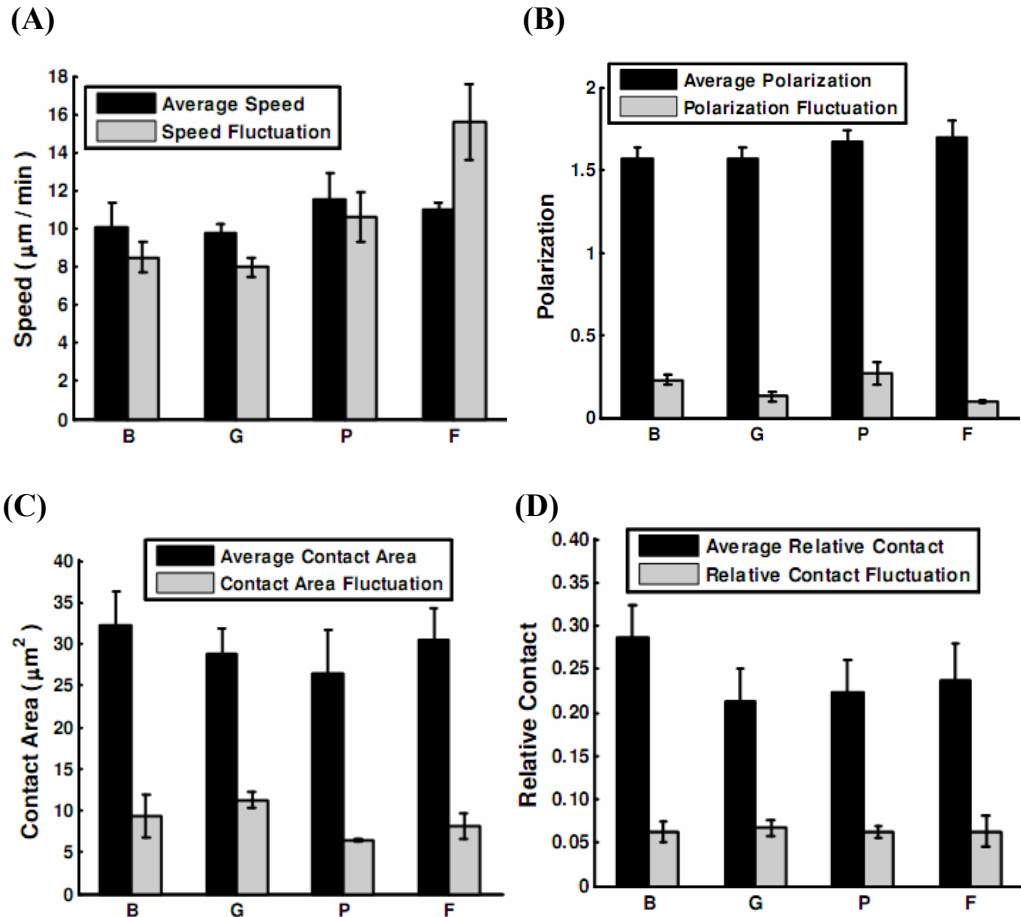 (A)
Average Speed
Speed Fluctuation
Speed ( μm / min)
18
16
14
12
10
8
6
4
2
0
B G P F
(B)
Average Polarization
Polarization Fluctuation
Polarization
2
1.5
1
0.5
0
B G P F
(C)
Average Contact Area
Contact Area Fluctuation
Contact Area ( μm²)
40
35
30
25
20
15
10
5
0
B G P F
(D)
Average Relative Contact
Relative Contact Fluctuation
Relative Contact
0.40
0.35
0.30
0.25
0.20
0.15
0.10
0.05
0
B G P F